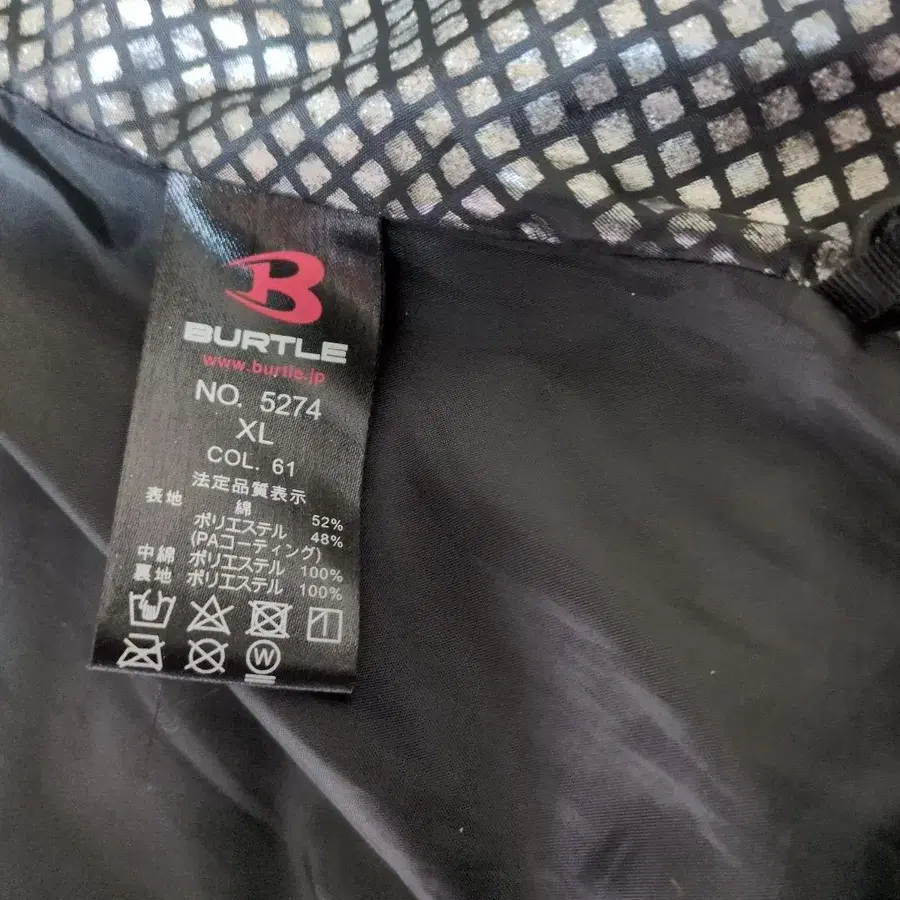 B
BURTLE
www.burtle.jp
NO. 5274
XL
COL. 61
法定品質表示
表地 綿 52%
ポリエステル 48%
(PAコーティング)
中綿 ポリエステル 100%
裏地 ポリエステル 100%
W